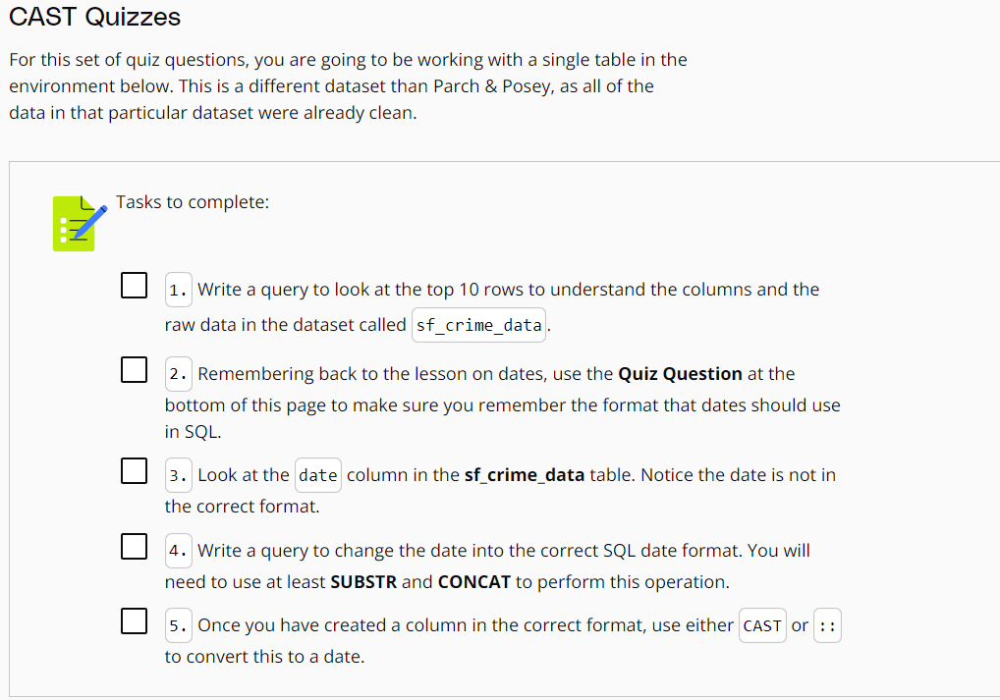 CAST Quizzes
For this set of quiz questions, you are going to be working with a single table in the
environment below. This is a different dataset than Parch & Posey, as all of the
data in that particular dataset were already clean.
Tasks to complete:
1. Write a query to look at the top 10 rows to understand the columns and the
raw data in the dataset called sf_crime_data.
2. Remembering back to the lesson on dates, use the Quiz Question at the
bottom of this page to make sure you remember the format that dates should use
in SQL.
3. Look at the date column in the sf_crime_data table. Notice the date is not in
the correct format.
4. Write a query to change the date into the correct SQL date format. You will
need to use at least SUBSTR and CONCAT to perform this operation.
5. Once you have created a column in the correct format, use either CAST or ::
to convert this to a date.